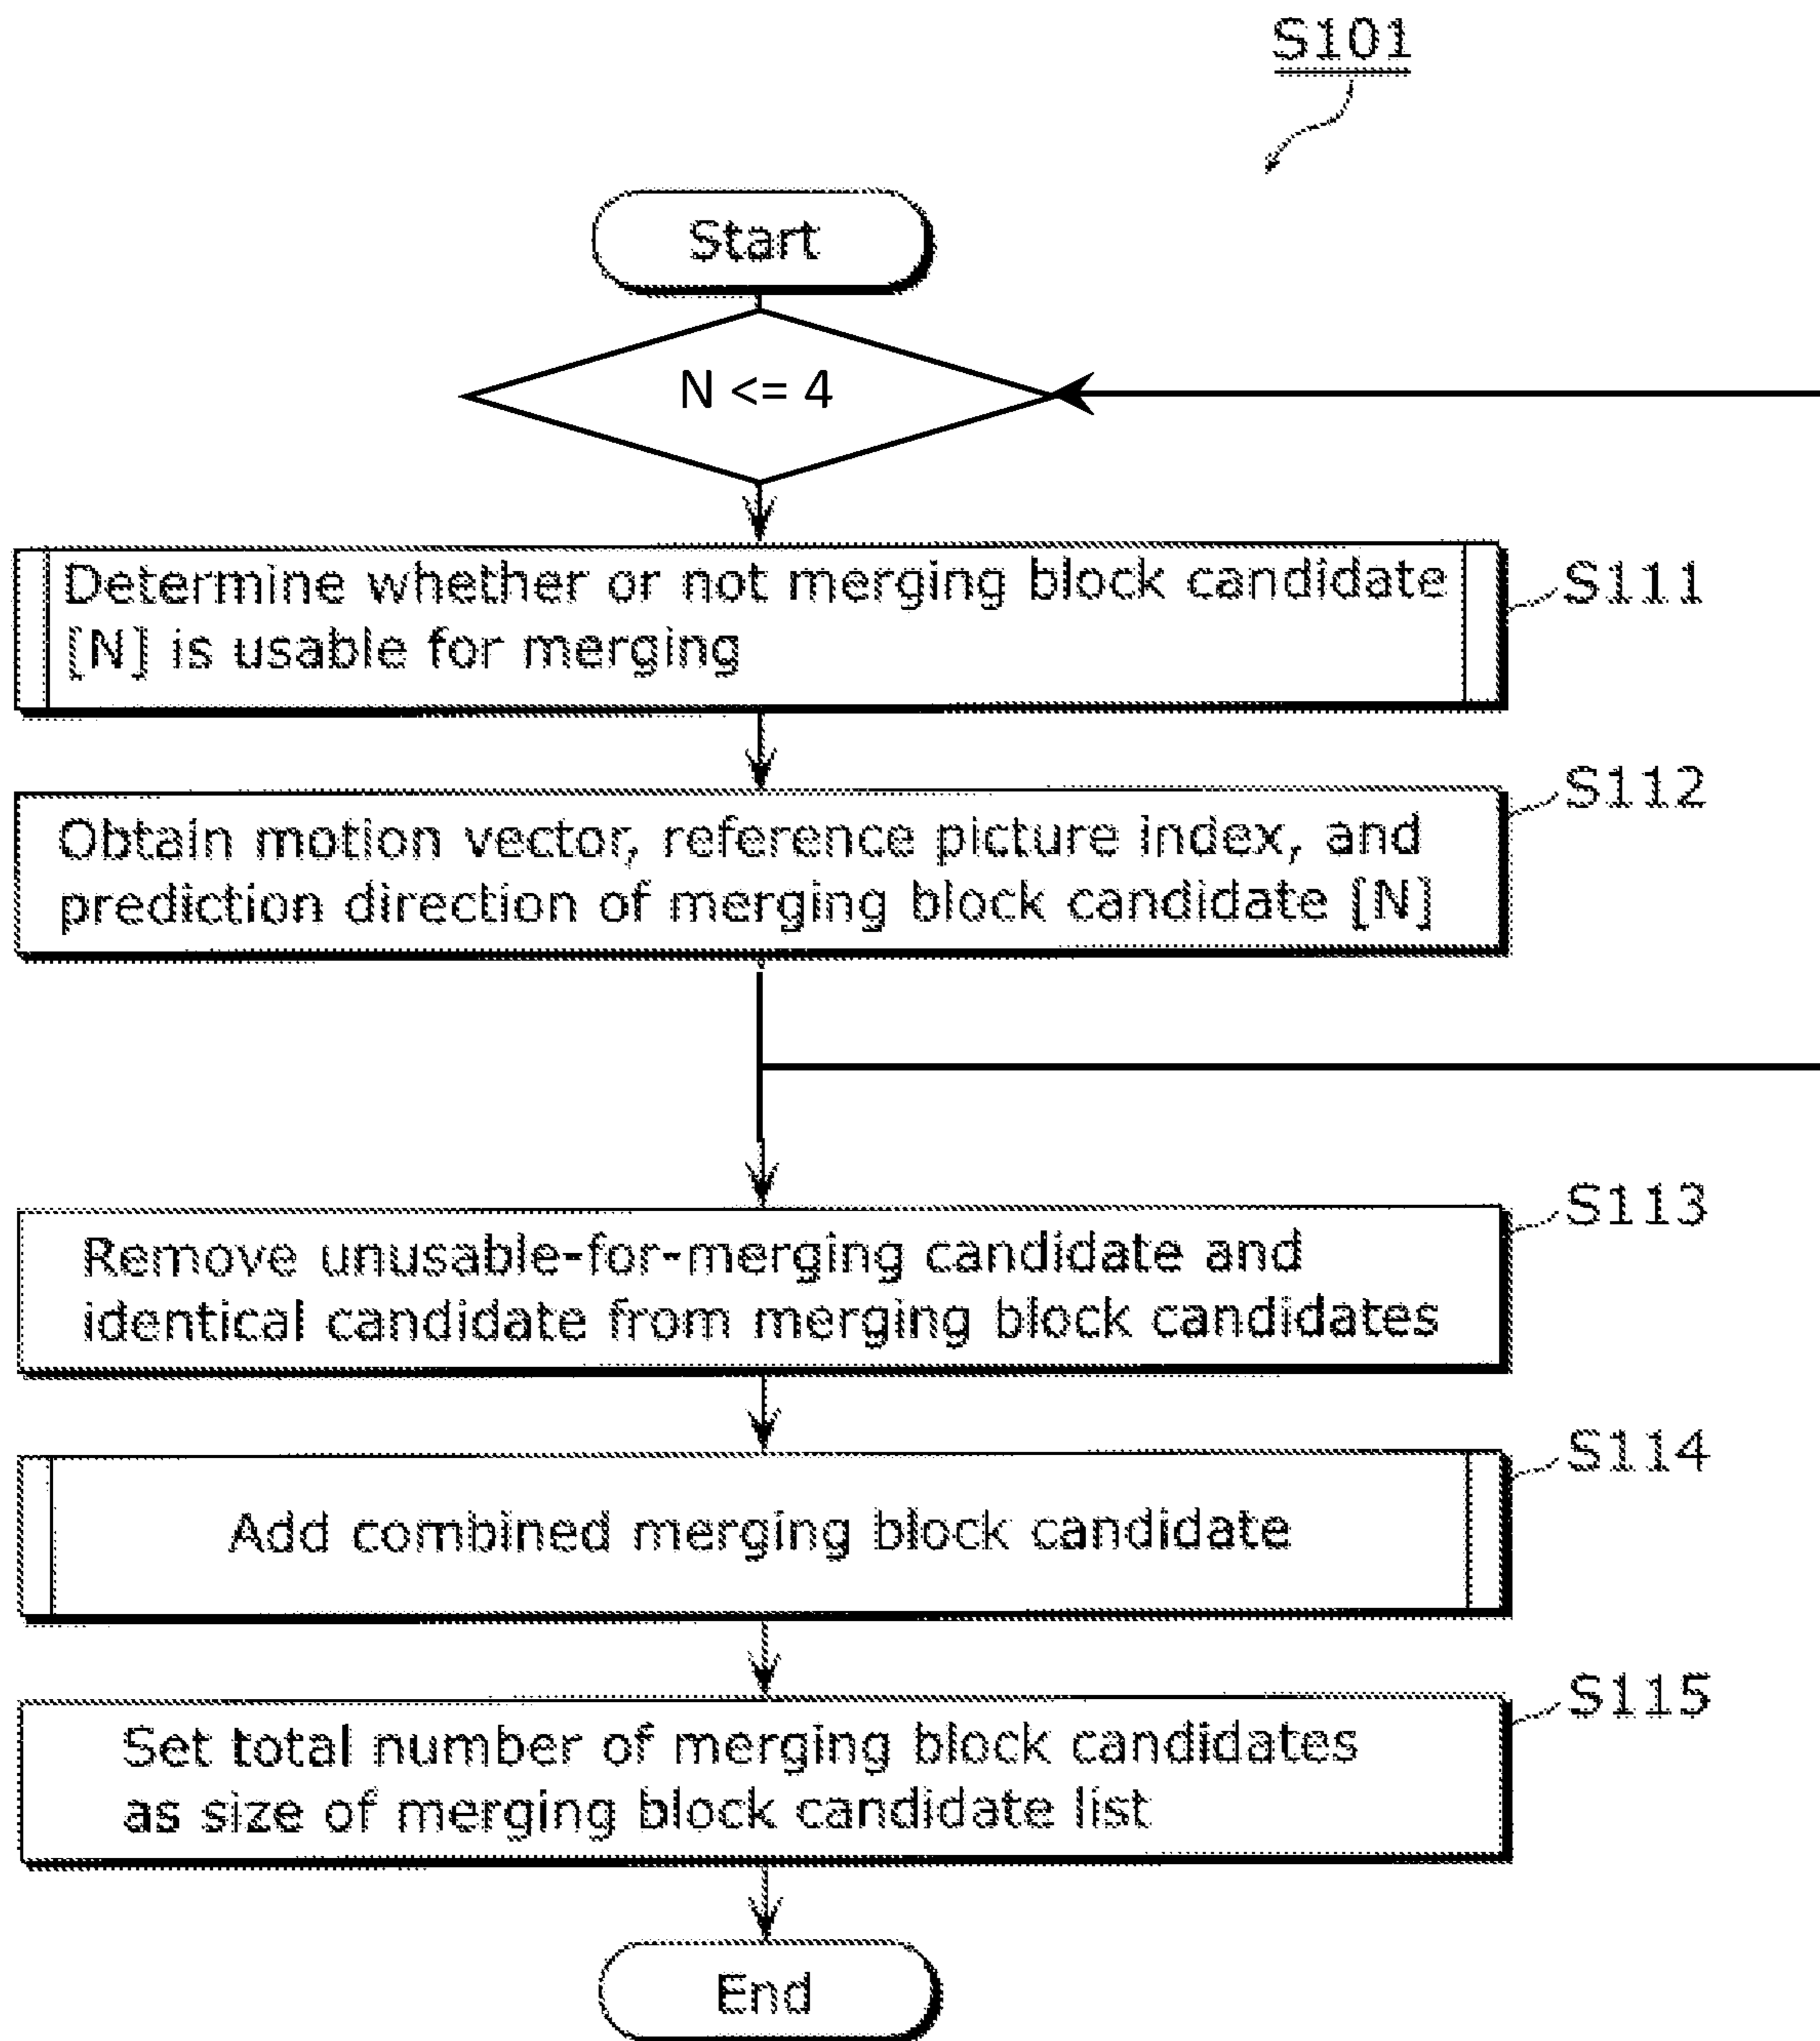 S101
Start
N <= 4
Determine whether or not merging block candidate
[N] is usable for merging
S111
S112
Obtain motion vector, reference picture index, and
prediction direction of merging block candidate [N]
S113
Remove unusable-for-merging candidate and
identical candidate from merging block candidates
S114
Add combined merging block candidate
S115
Set total number of merging block candidates
as size of merging block candidate list
End